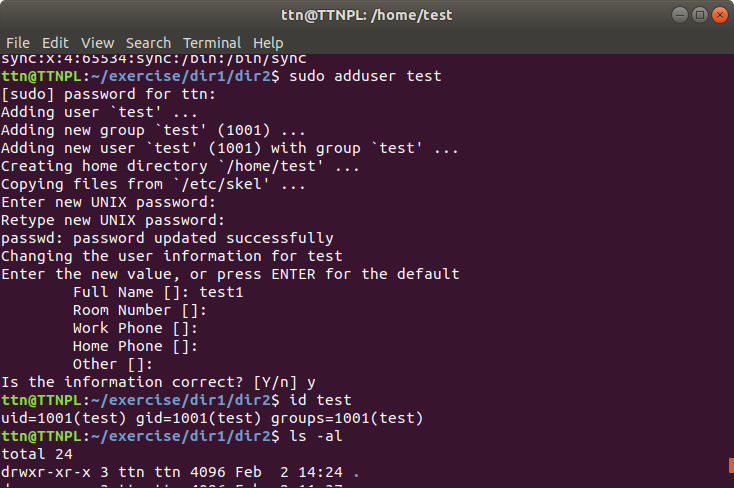 ttn@TTNPL: /home/test
File Edit View Search Terminal Help
sync:x:4:65534:sync:/bin:/bin/sync
ttn@TTNPL:~/exercise/dir1/dir2$ sudo adduser test
[sudo] password for ttn:
Adding user `test' ...
Adding new group `test' (1001) ...
Adding new user `test' (1001) with group `test' ...
Creating home directory `/home/test' ...
Copying files from `/etc/skel' ...
Enter new UNIX password:
Retype new UNIX password:
passwd: password updated successfully
Changing the user information for test
Enter the new value, or press ENTER for the default
        Full Name []: test1
        Room Number []:
        Work Phone []:
        Home Phone []:
        Other []:
Is the information correct? [Y/n] y
ttn@TTNPL:~/exercise/dir1/dir2$ id test
uid=1001(test) gid=1001(test) groups=1001(test)
ttn@TTNPL:~/exercise/dir1/dir2$ ls -al
total 24
drwxr-xr-x 3 ttn ttn 4096 Feb  2 14:24 .